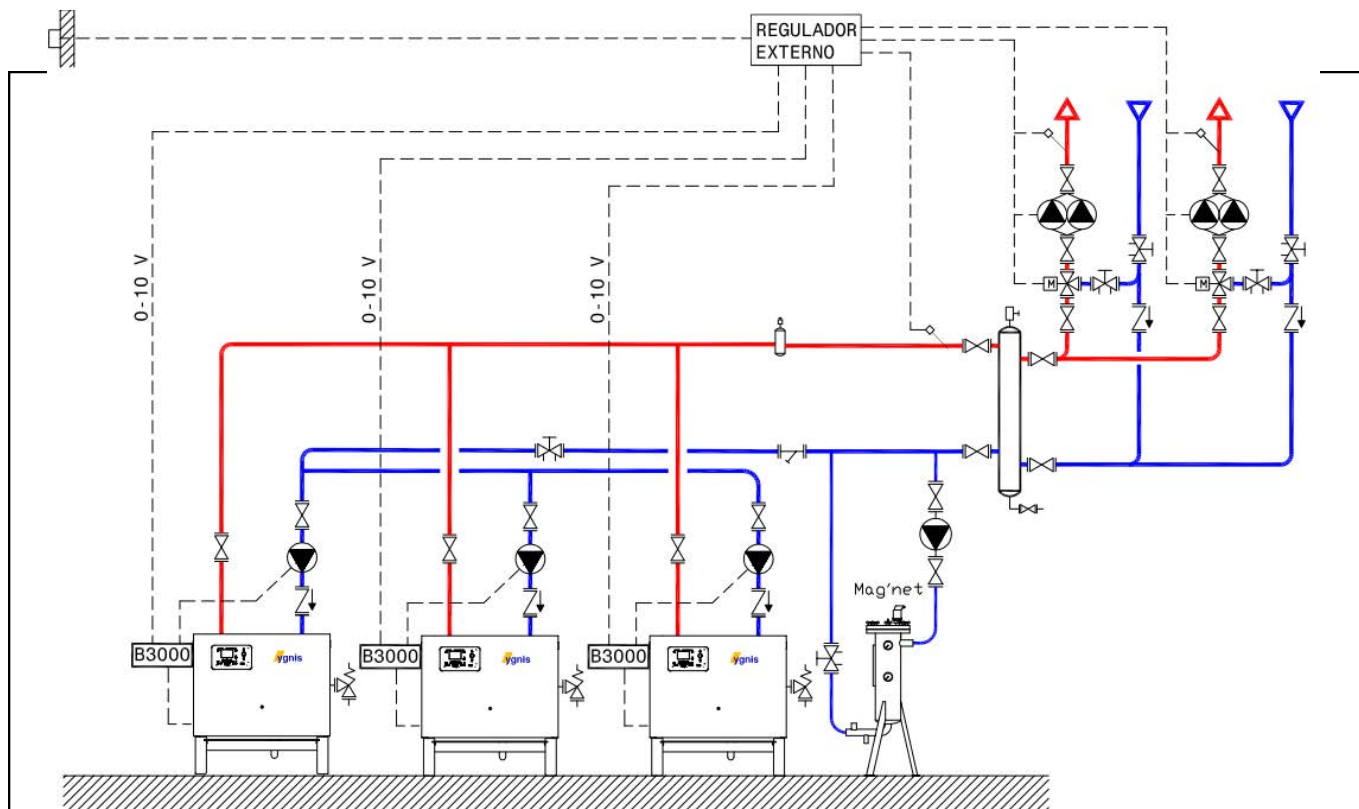 REGULADOR
EXTERNO
0-10 V
0-10 V
0-10 V
M
M
Mag'net
B3000
ygnis
B3000
ygnis
B3000
ygnis